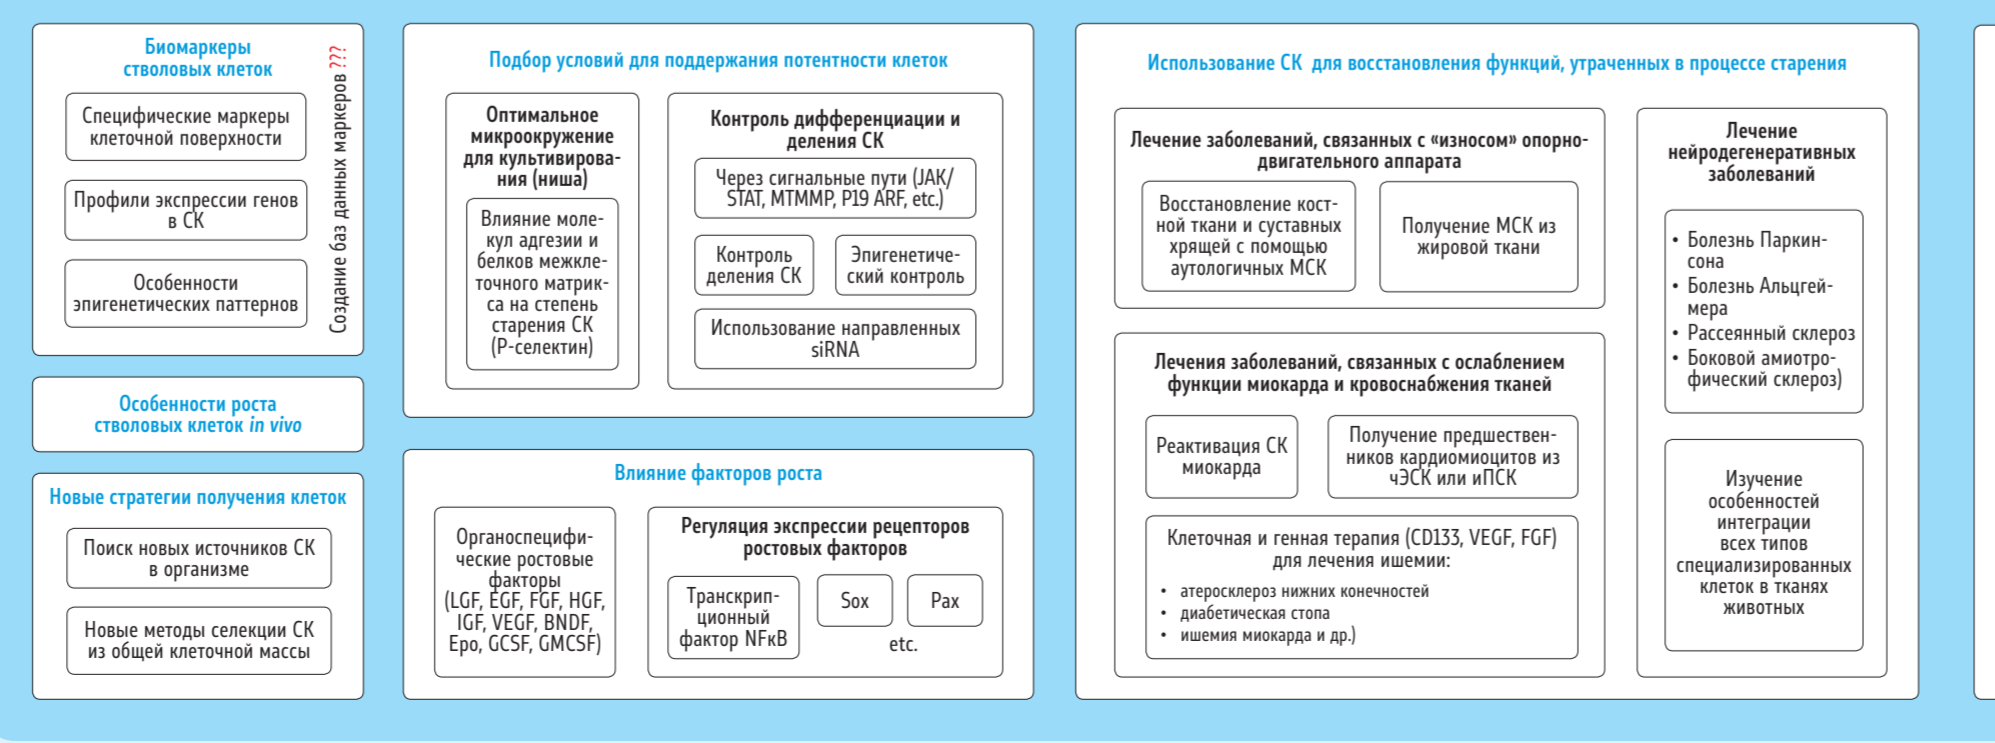 Биомаркеры
стволовых клеток
Специфические маркеры
клеточной поверхности
Профили экспрессии генов
в СК
Особенности
эпигенетических паттернов
Создание баз данных маркеров ???
Особенности роста
стволовых клеток in vivo
Новые стратегии получения клеток
Поиск новых источников СК
в организме
Новые методы селекции СК
из общей клеточной массы
Подбор условий для поддержания потентности клеток
Оптимальное
микроокружение
для культивирова-
ния (ниша)
Влияние моле-
кул адгезии и
белков межкле-
точного матрик-
са на степень
старения СК
(Р-селектин)
Контроль дифференциации и
деления СК
Через сигнальные пути (JAK/
STAT, MTMMP, P19 ARF, etc.)
Контроль
деления СК
Эпигенетиче-
ский контроль
Использование направленных
siRNA
Влияние факторов роста
Органоспецифи-
ческие ростовые
факторы
(LGF, EGF, FGF, HGF,
IGF, VEGF, BNDF,
Epo, GCSF, GMCSF)
Регуляция экспрессии рецепторов
ростовых факторов
Транскрип-
ционный
фактор NFκB
Sox
Pax
etc.
Использование СК для восстановления функций, утраченных в процессе старения
Лечение заболеваний, связанных с «износом» опорно-
двигательного аппарата
Восстановление кост-
ной ткани и суставных
хрящей с помощью
аутологичных МСК
Получение МСК из
жировой ткани
Лечения заболеваний, связанных с ослаблением
функции миокарда и кровоснабжения тканей
Реактивация СК
миокарда
Получение предшествен-
ников кардиомиоцитов из
чЭСК или иПСК
Клеточная и генная терапия (CD133, VEGF, FGF)
для лечения ишемии:
• атеросклероз нижних конечностей
• диабетическая стопа
• ишемия миокарда и др.)
Лечение
нейродегенеративных
заболеваний
• Болезнь Паркин-
сона
• Болезнь Альцгей-
мера
• Рассеянный склероз
• Боковой амиотро-
фический склероз)
Изучение
особенностей
интеграции
всех типов
специализированных
клеток в тканях
животных